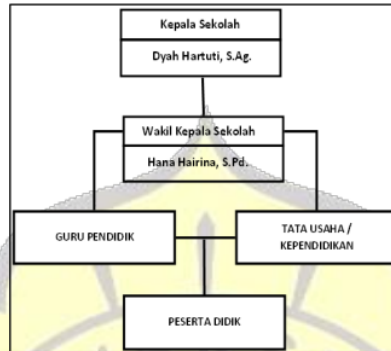 Kepala Sekolah
Dyah Hartuti, S.Ag.
Wakil Kepala Sekolah
Hana Hairina, S.Pd.
GURU PENDIDIK
TATA USAHA /
KEPENDIDIKAN
PESERTA DIDIK